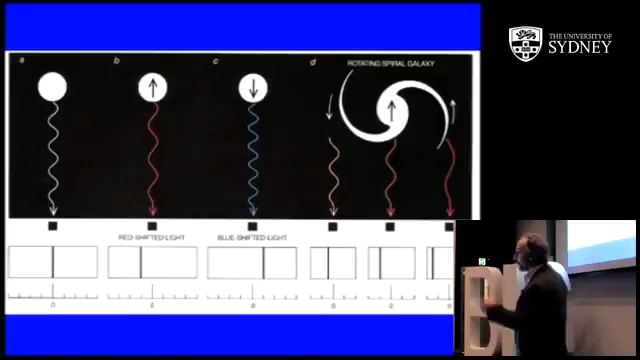 THE UNIVERSITY OF
SYDNEY
a
b
c
d
ROTATING SPIRAL GALAXY
RED-SHIFTED LIGHT
BLUE-SHIFTED LIGHT
0
0
0
0
0